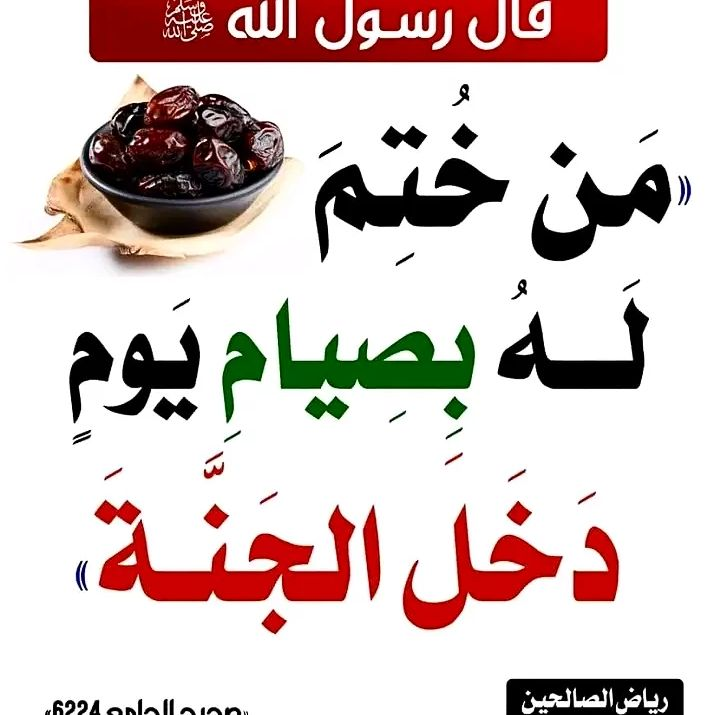 قال رسول الله ﷺ
«مَن خُتِمَ
لَـهُ بِصِيامِ يَومٍ
دَخَلَ الجَنَّـةَ»
رياض الصالحين
«صحيح الجامع 6224»